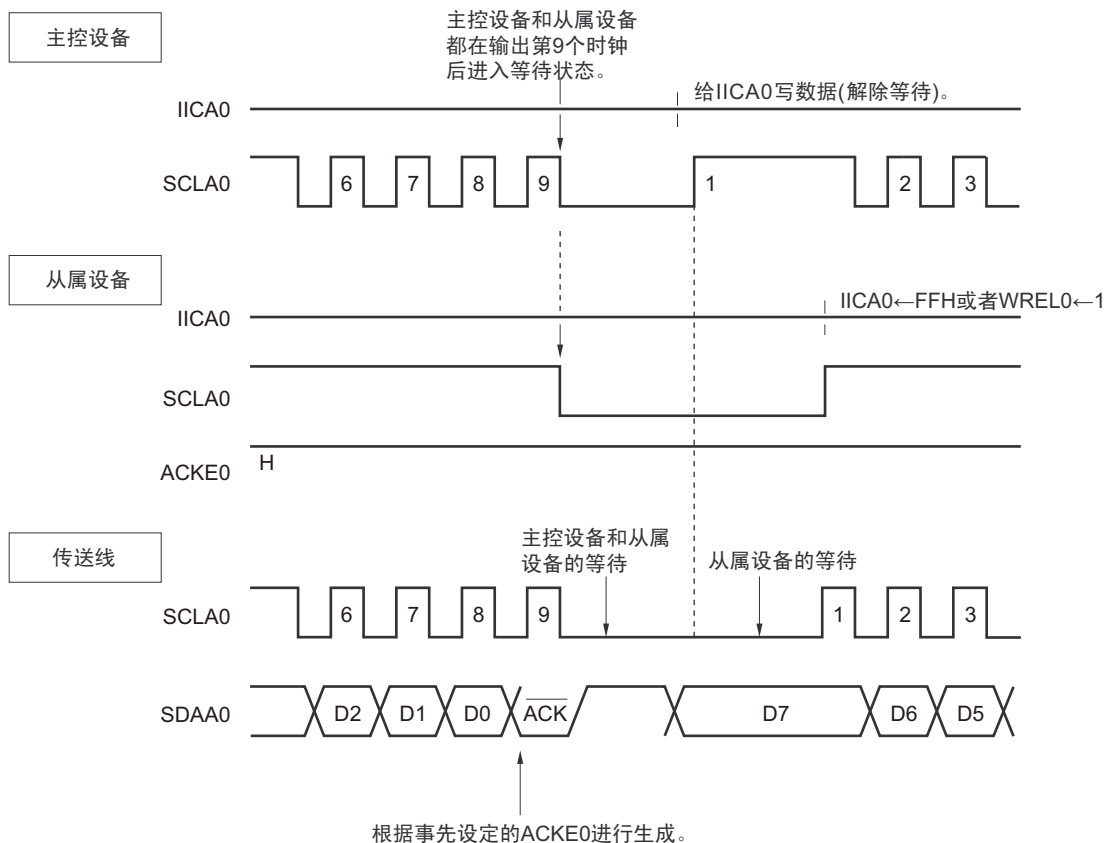 主控设备
主控设备和从属设备
都在输出第9个时钟
后进入等待状态。
给IICA0写数据(解除等待)。
IICA0
SCLA0
6 7 8 9 1 2 3
从属设备
IICA0←FFH或者WREL0←1
IICA0
SCLA0
ACKE0
H
传送线
主控设备和从属
设备的等待
从属设备的等待
SCLA0
6 7 8 9 1 2 3
SDAA0
D2 D1 D0 ACK D7 D6 D5
根据事先设定的ACKE0进行生成。